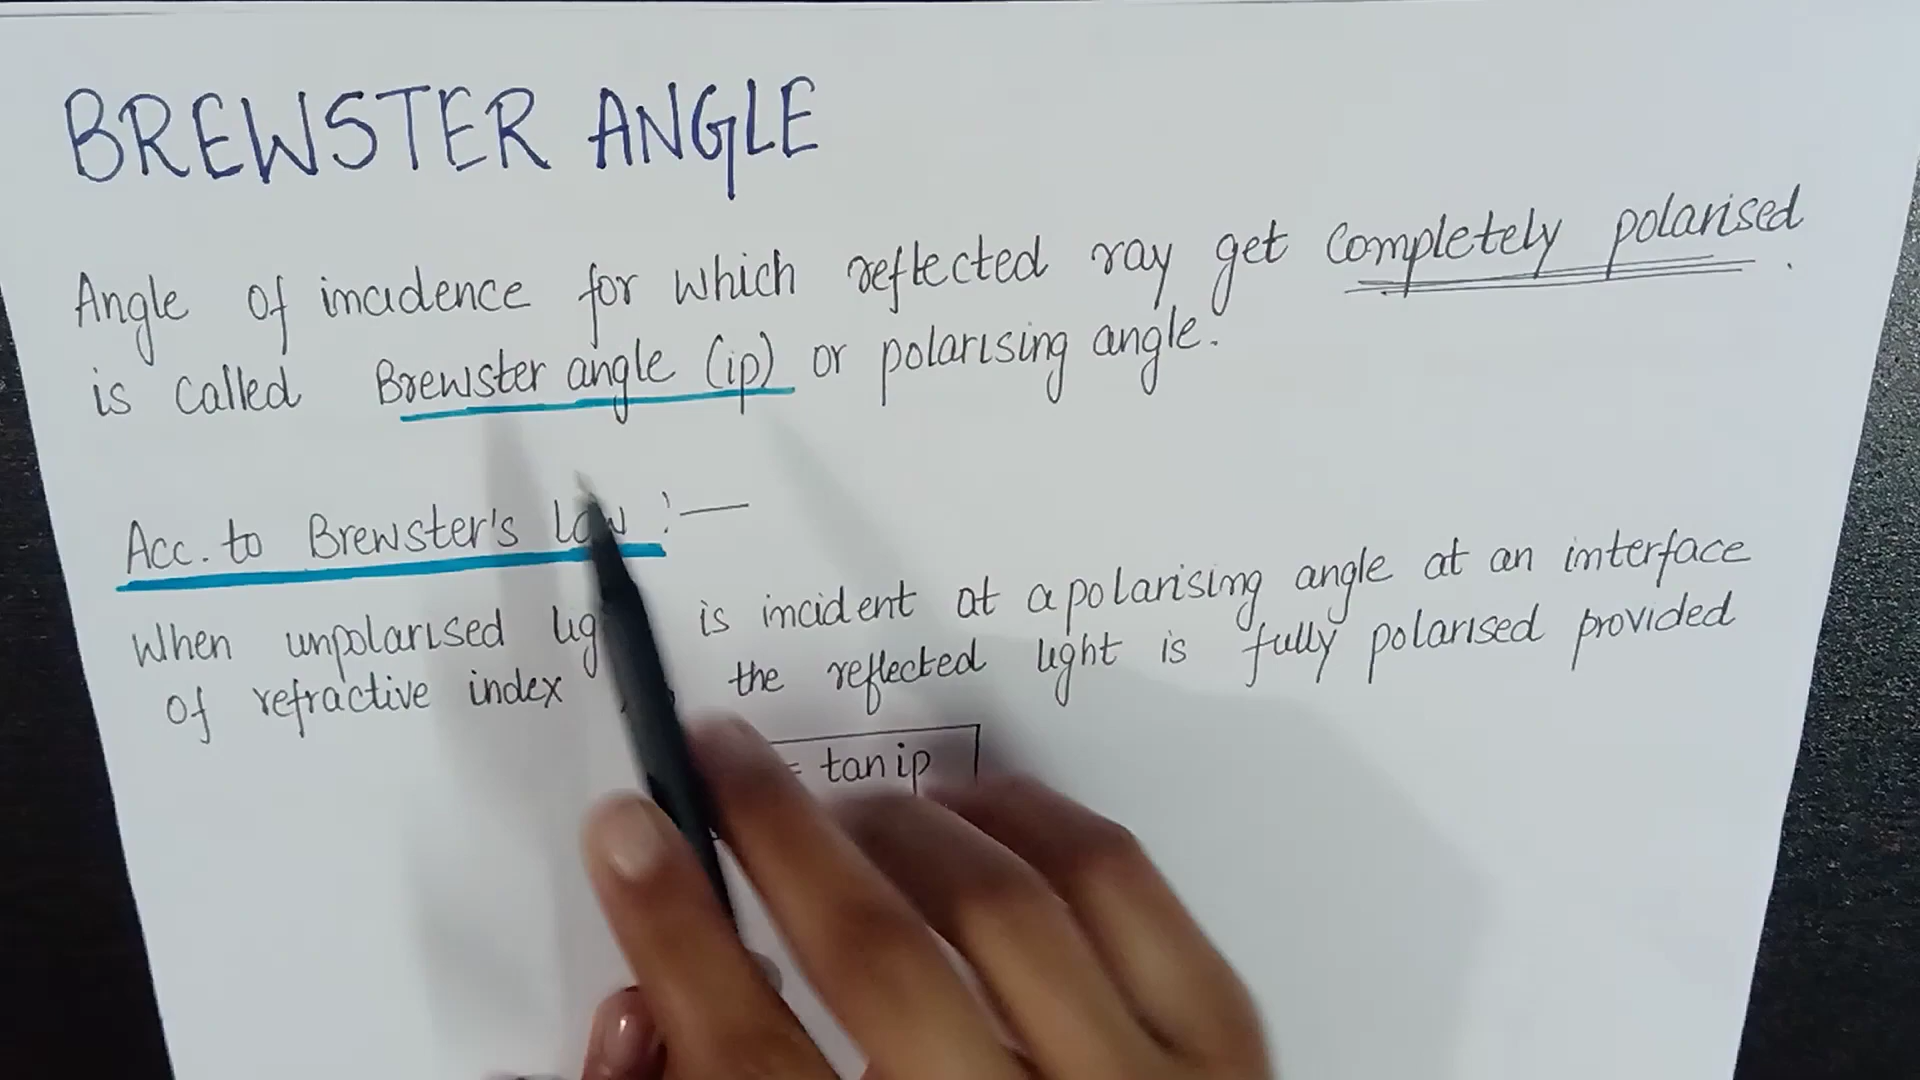 BREWSTER ANGLE
Angle of incidence for which reflected ray get completely polarised.
is called Brewster angle (ip) or polarising angle.
Acc. to Brewster's Law :—
When unpolarised is incident at a polarising angle at an interface
of refractive index the reflected light is fully polarised provided
= tan ip